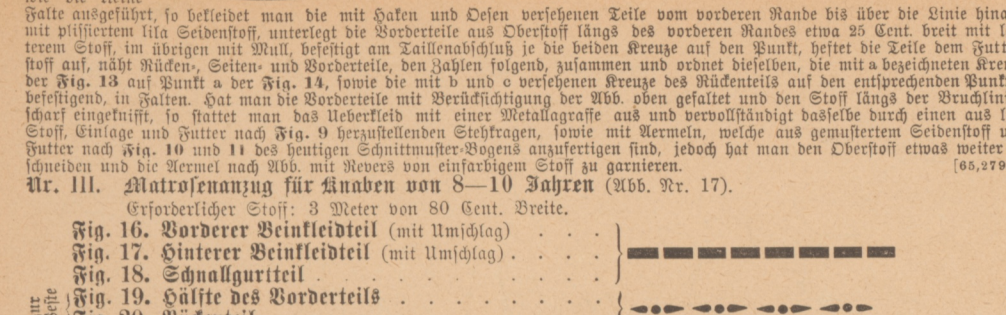 Falte ausgeführt, so bekleidet man die mit Haken und Oesen versehenen Teile vom vorderen Rande bis über die Linie
mit plissiertem lila Seidenstoff, unterlegt die Vorderteile aus Oberstoff längs des vorderen Randes etwa 25 Cent. breit mit
terem Stoff, im übrigen mit Mull, befestigt am Taillenabschluß je die beiden Kreuze auf den Punkt, heftet die Teile dem
stoff auf, näht Rücken-, Seiten- und Vorderteile, den Zahlen folgend, zusammen und ordnet dieselben, die mit a bezeichneten
der Fig. 13 auf Punkt a der Fig. 14, sowie die mit b und c versehenen Kreuze des Rückenteils auf den entsprechenden
befestigend, in Falten. Hat man die Vorderteile mit Berücksichtigung der Abb. oben gefaltet und den Stoff längs der
scharf eingeknifft, so stattet man das Ueberkleid mit einer Metallagraffe aus und vervollständigt dasselbe durch einen aus
Stoff, Einlage und Futter nach Fig. 9 herzustellenden Stehkragen, sowie mit Aermeln, welche aus gemustertem Seidenstoff
Futter nach Fig. 10 und 11 des heutigen Schnittmuster-Bogens anzufertigen sind, jedoch hat man den Oberstoff etwas weiter
schneiden und die Aermel nach Abb. mit Revers von einfarbigem Stoff zu garnieren. [65,279
Nr. III. Matrosenanzug für Knaben von 8—10 Jahren (Abb. Nr. 17).
Erforderlicher Stoff: 3 Meter von 80 Cent. Breite.
Fig. 16. Vorderer Beinkleidteil (mit Umschlag) . . .
Fig. 17. Hinterer Beinkleidteil (mit Umschlag) . . . .
Fig. 18. Schnallgurtteil . . . . . . . .
Fig. 19. Hälfte des Vorderteils . . . . . .